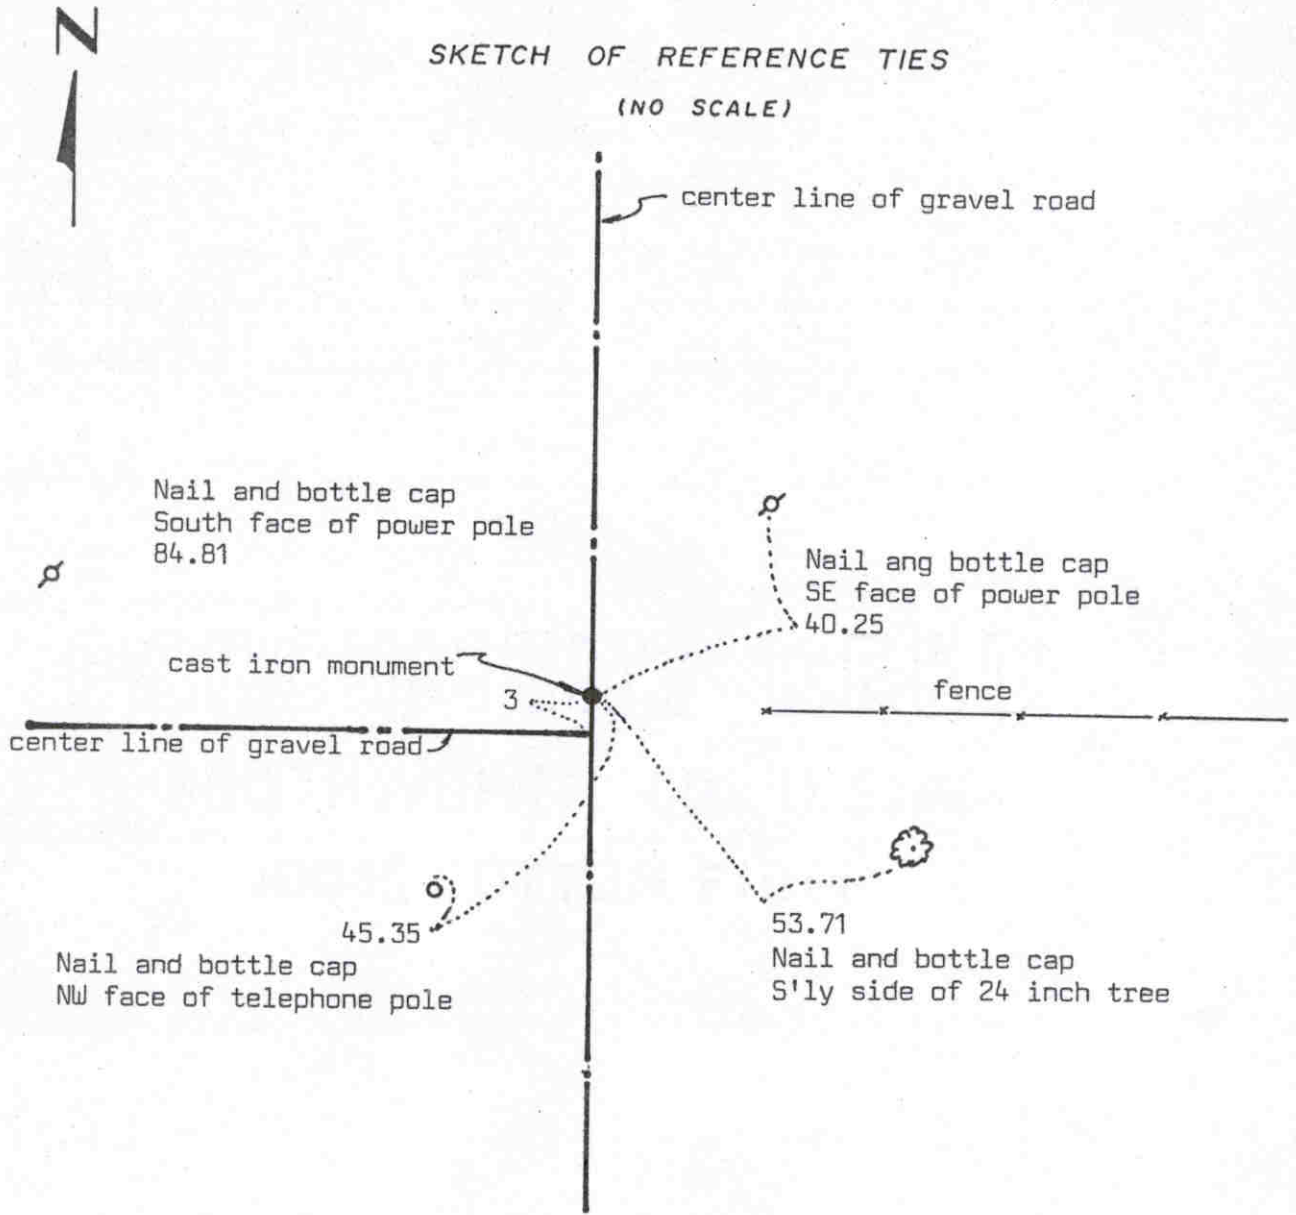 N
SKETCH OF REFERENCE TIES
(NO SCALE)
center line of gravel road
Nail and bottle cap
South face of power pole
84.81
Nail ang bottle cap
SE face of power pole
40.25
cast iron monument
3
fence
center line of gravel road
45.35
Nail and bottle cap
NW face of telephone pole
53.71
Nail and bottle cap
S'ly side of 24 inch tree